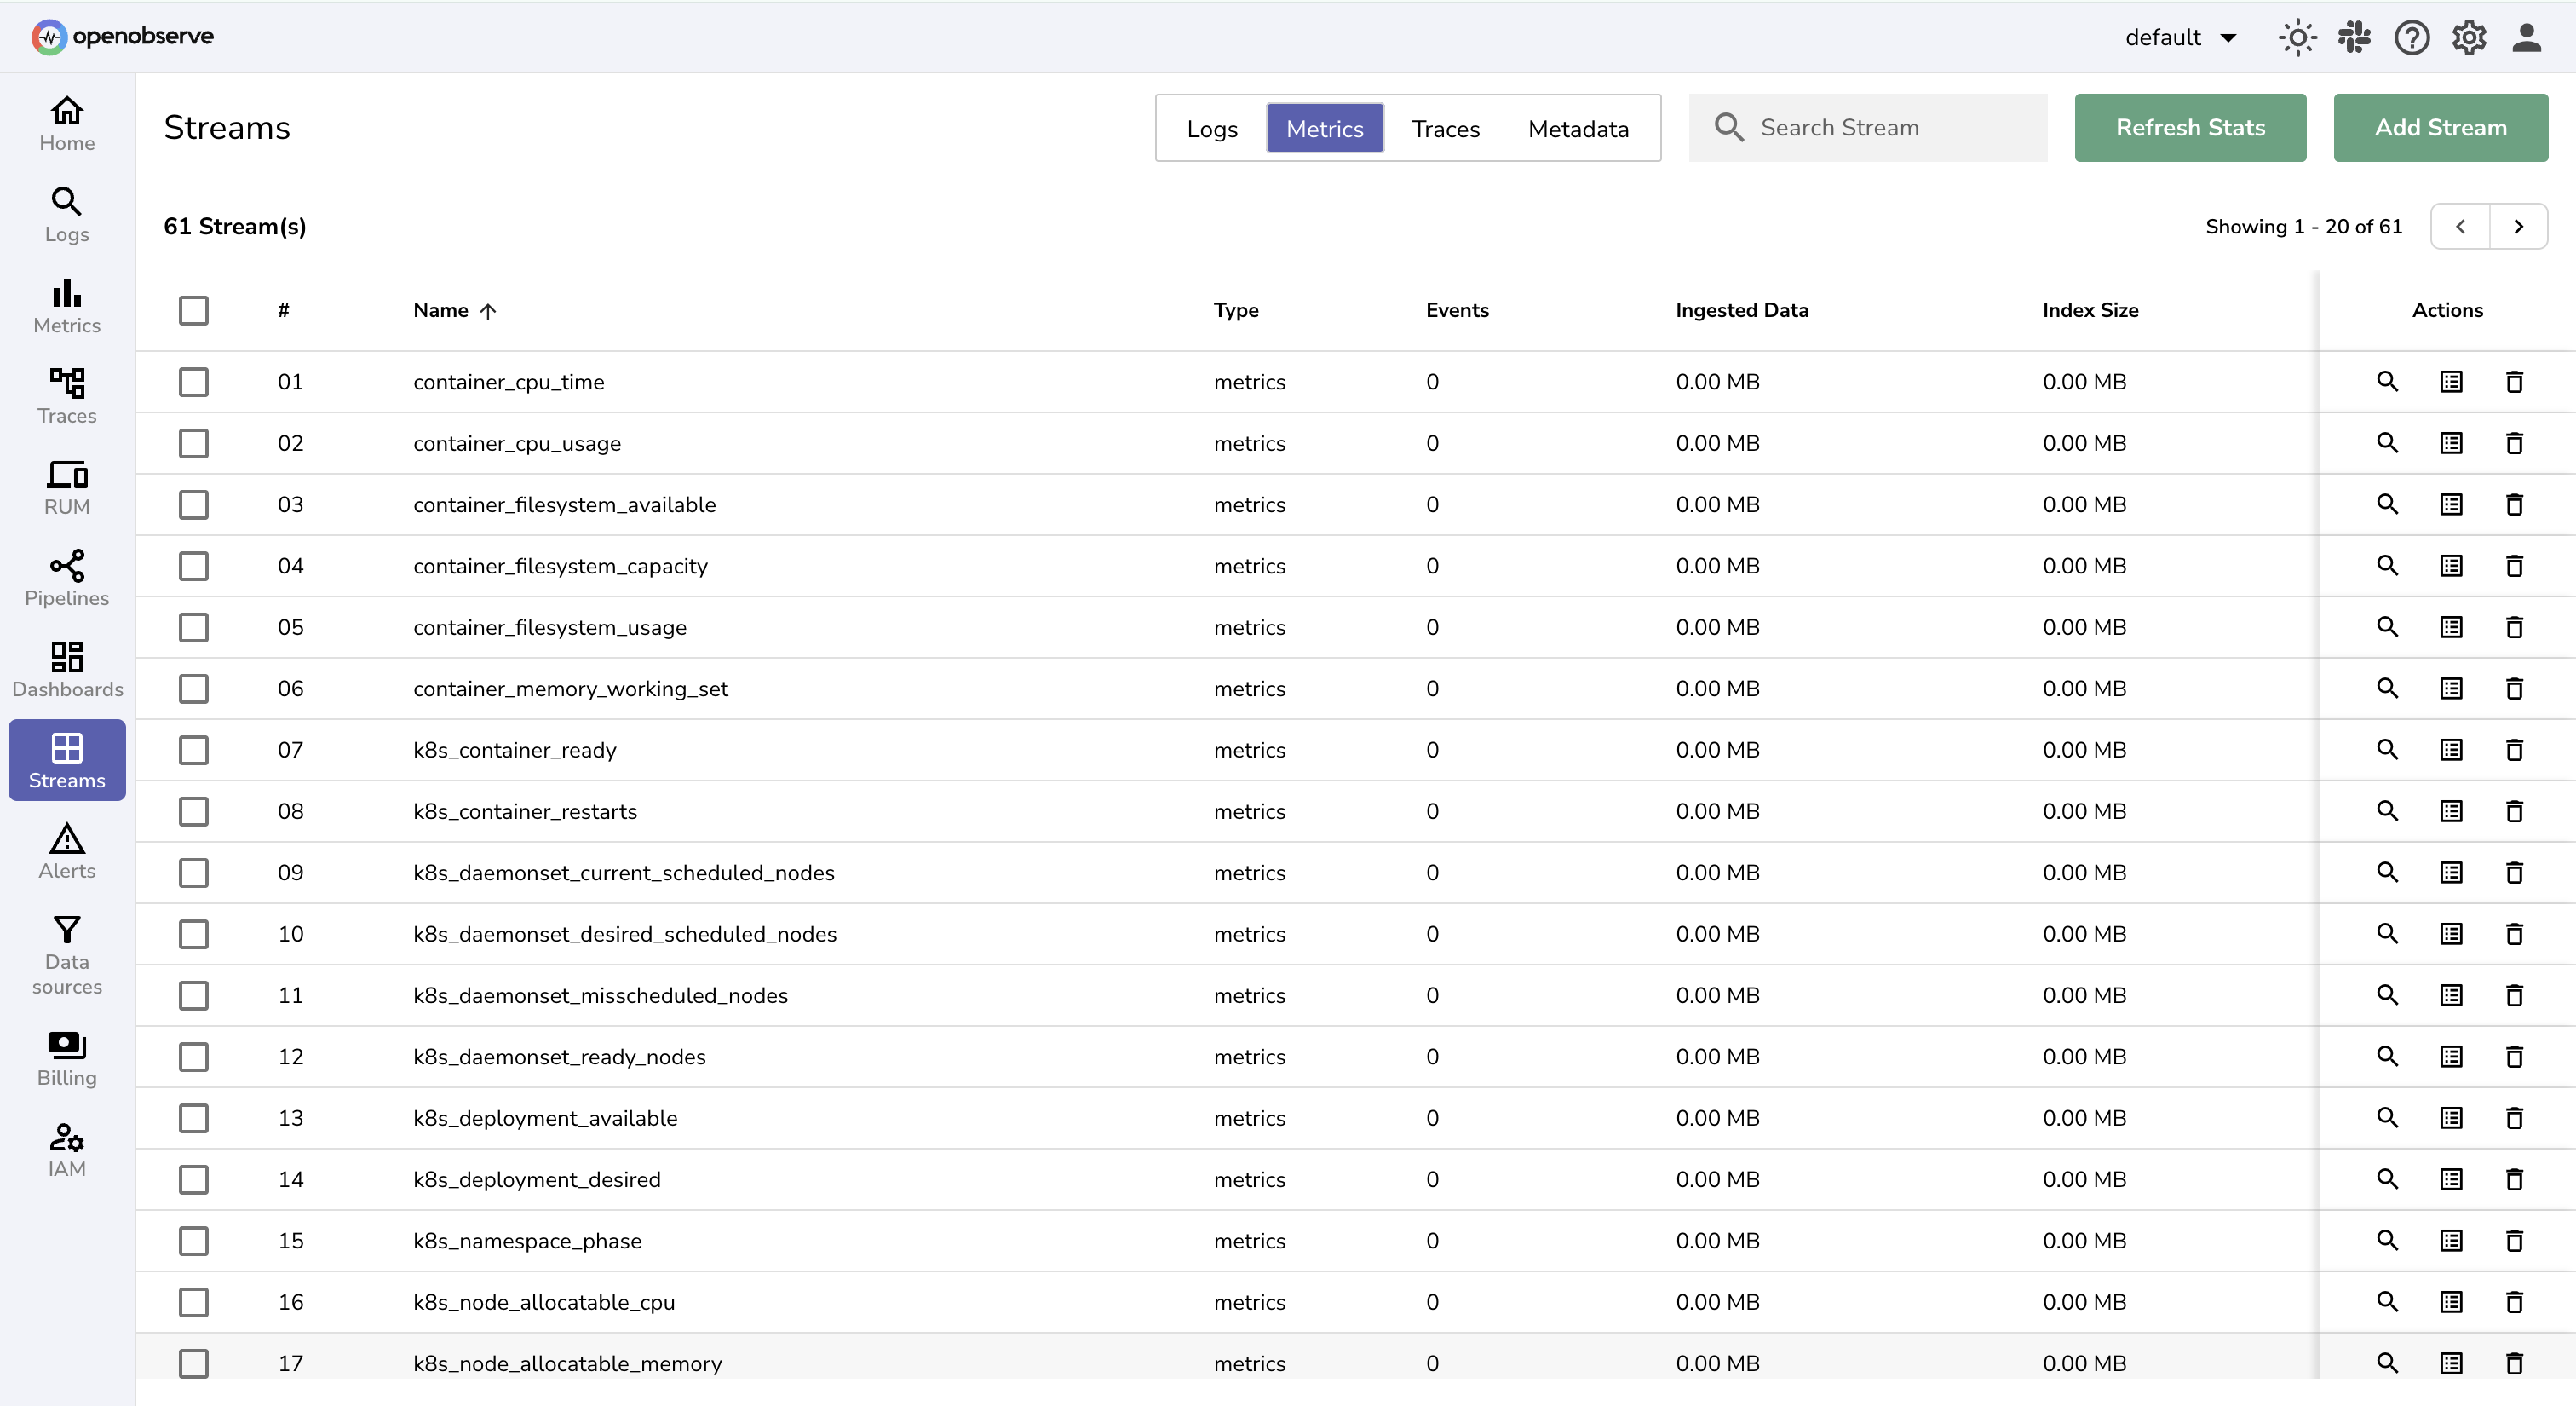 openobserve
default
Home
Logs
Metrics
Traces
RUM
Pipelines
Dashboards
Streams
Alerts
Data
sources
Billing
IAM
Streams
Logs Metrics Traces Metadata
Search Stream
Refresh Stats
Add Stream
61 Stream(s)
Showing 1 - 20 of 61
# Name Type Events Ingested Data Index Size Actions
01 container_cpu_time metrics 0 0.00 MB 0.00 MB
02 container_cpu_usage metrics 0 0.00 MB 0.00 MB
03 container_filesystem_available metrics 0 0.00 MB 0.00 MB
04 container_filesystem_capacity metrics 0 0.00 MB 0.00 MB
05 container_filesystem_usage metrics 0 0.00 MB 0.00 MB
06 container_memory_working_set metrics 0 0.00 MB 0.00 MB
07 k8s_container_ready metrics 0 0.00 MB 0.00 MB
08 k8s_container_restarts metrics 0 0.00 MB 0.00 MB
09 k8s_daemonset_current_scheduled_nodes metrics 0 0.00 MB 0.00 MB
10 k8s_daemonset_desired_scheduled_nodes metrics 0 0.00 MB 0.00 MB
11 k8s_daemonset_misscheduled_nodes metrics 0 0.00 MB 0.00 MB
12 k8s_daemonset_ready_nodes metrics 0 0.00 MB 0.00 MB
13 k8s_deployment_available metrics 0 0.00 MB 0.00 MB
14 k8s_deployment_desired metrics 0 0.00 MB 0.00 MB
15 k8s_namespace_phase metrics 0 0.00 MB 0.00 MB
16 k8s_node_allocatable_cpu metrics 0 0.00 MB 0.00 MB
17 k8s_node_allocatable_memory metrics 0 0.00 MB 0.00 MB